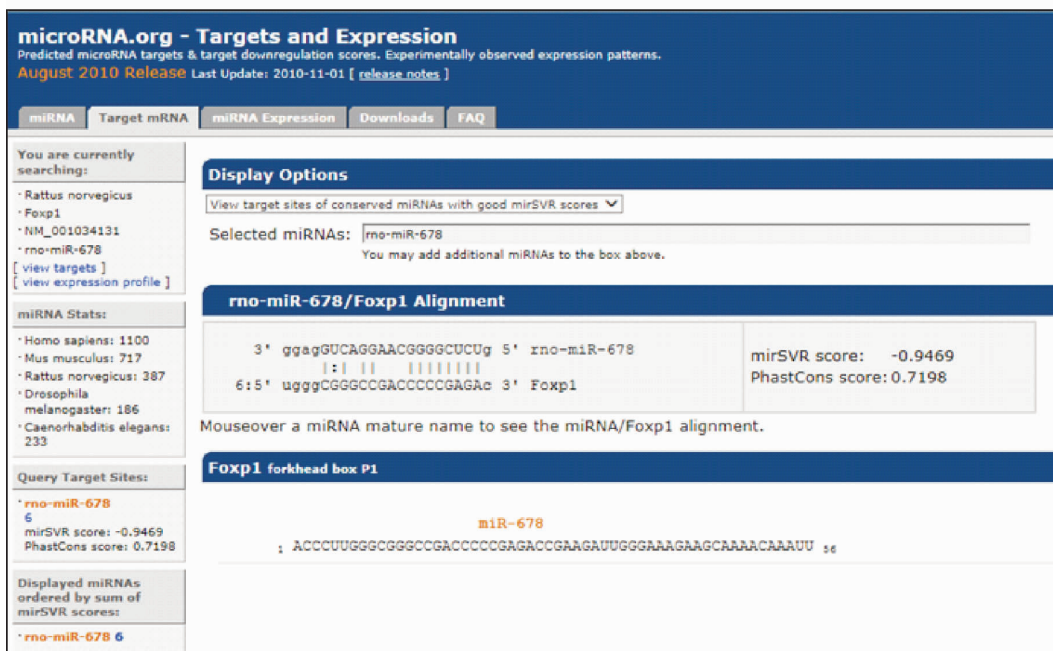 microRNA.org - Targets and Expression
Predicted microRNA targets & target downregulation scores. Experimentally observed expression patterns.
August 2010 Release Last Update: 2010-11-01 [ release notes ]
miRNA Target mRNA miRNA Expression Downloads FAQ
You are currently
searching:
· Rattus norvegicus
· Foxp1
· NM_001034131
· rno-miR-678
[ view targets ]
[ view expression profile ]
miRNA Stats:
· Homo sapiens: 1100
· Mus musculus: 717
· Rattus norvegicus: 387
· Drosophila
melanogaster: 186
· Caenorhabditis elegans:
233
Query Target Sites:
· rno-miR-678
6
mirSVR score: -0.9469
PhastCons score: 0.7198
Displayed miRNAs
ordered by sum of
mirSVR scores:
· rno-miR-678 6
Display Options
View target sites of conserved miRNAs with good mirSVR scores
Selected miRNAs: rno-miR-678
You may add additional miRNAs to the box above.
rno-miR-678/Foxp1 Alignment
3' ggagGUCAGGAACGGGGCUCUg 5' rno-miR-678
|:| || ||||||||
6:5' ugggCGGGCCGACCCCCGAGAc 3' Foxp1
mirSVR score: -0.9469
PhastCons score: 0.7198
Mouseover a miRNA mature name to see the miRNA/Foxp1 alignment.
Foxp1 forkhead box P1
miR-678
1 ACCCUUGGGCGGGCCGACCCCCGAGACCGAAGAUUGGGAAAGAAGCAAAACAAAUU 56